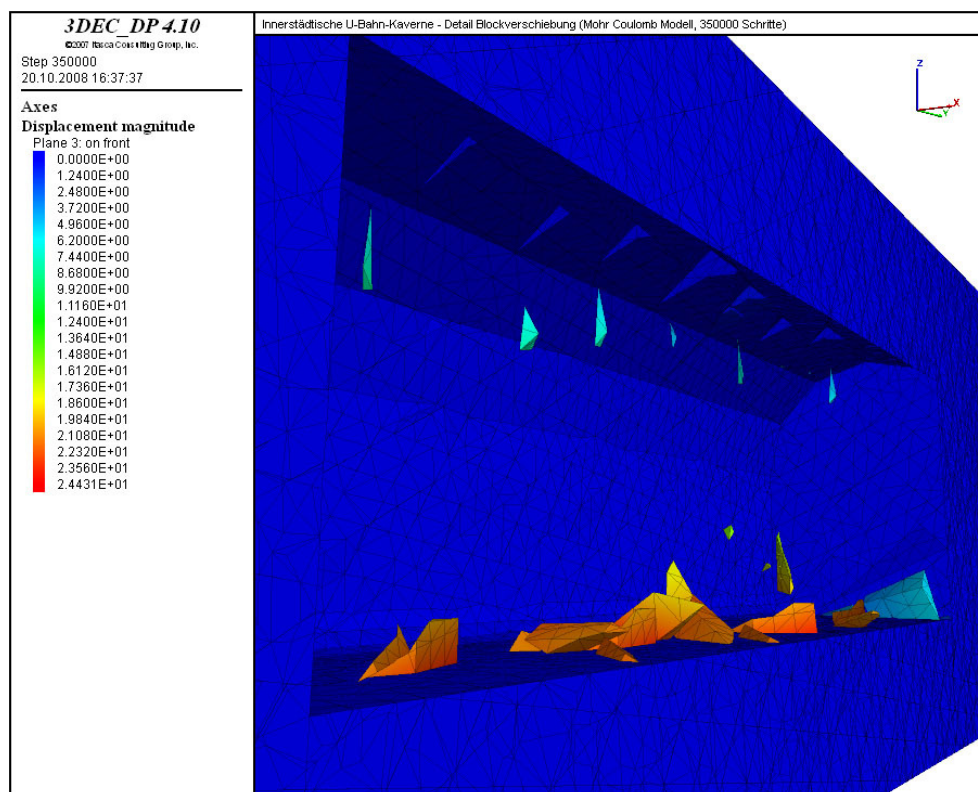 3DEC_DP 4.10
©2007 Itasca Consulting Group, Inc.
Step 350000
20.10.2008 16:37:37
Axes
Displacement magnitude
Plane 3: on front
0.0000E+00
1.2400E+00
2.4800E+00
3.7200E+00
4.9600E+00
6.2000E+00
7.4400E+00
8.6800E+00
9.9200E+00
1.1160E+01
1.2400E+01
1.3640E+01
1.4880E+01
1.6120E+01
1.7360E+01
1.8600E+01
1.9840E+01
2.1080E+01
2.2320E+01
2.3560E+01
2.4431E+01
Innerstädtische U-Bahn-Kaverne - Detail Blockverschiebung (Mohr Coulomb Modell, 350000 Schritte)
Z
X
Y